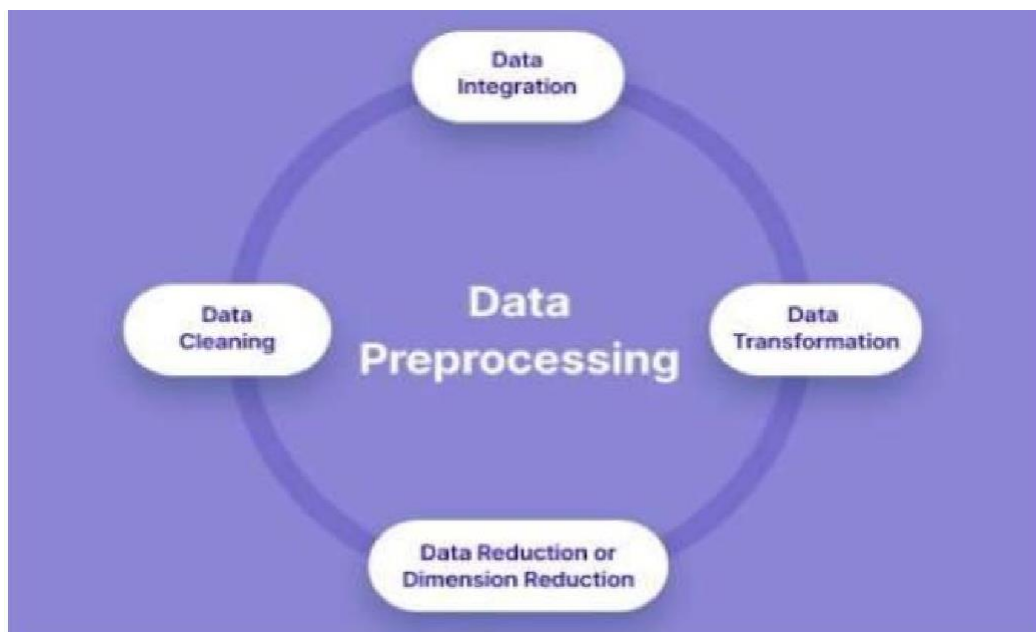 Data
Integration
Data
Cleaning
Data
Preprocessing
Data
Transformation
Data Reduction or
Dimension Reduction